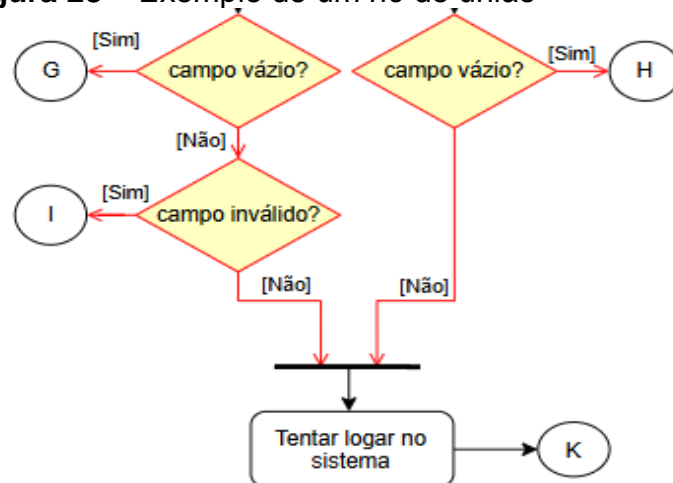 Exemplo de um nó de união
[Sim]
[Sim]
G
campo vázio?
campo vázio?
H
[Não]
[Sim]
I
campo inválido?
[Não]
[Não]
Tentar logar no
sistema
K